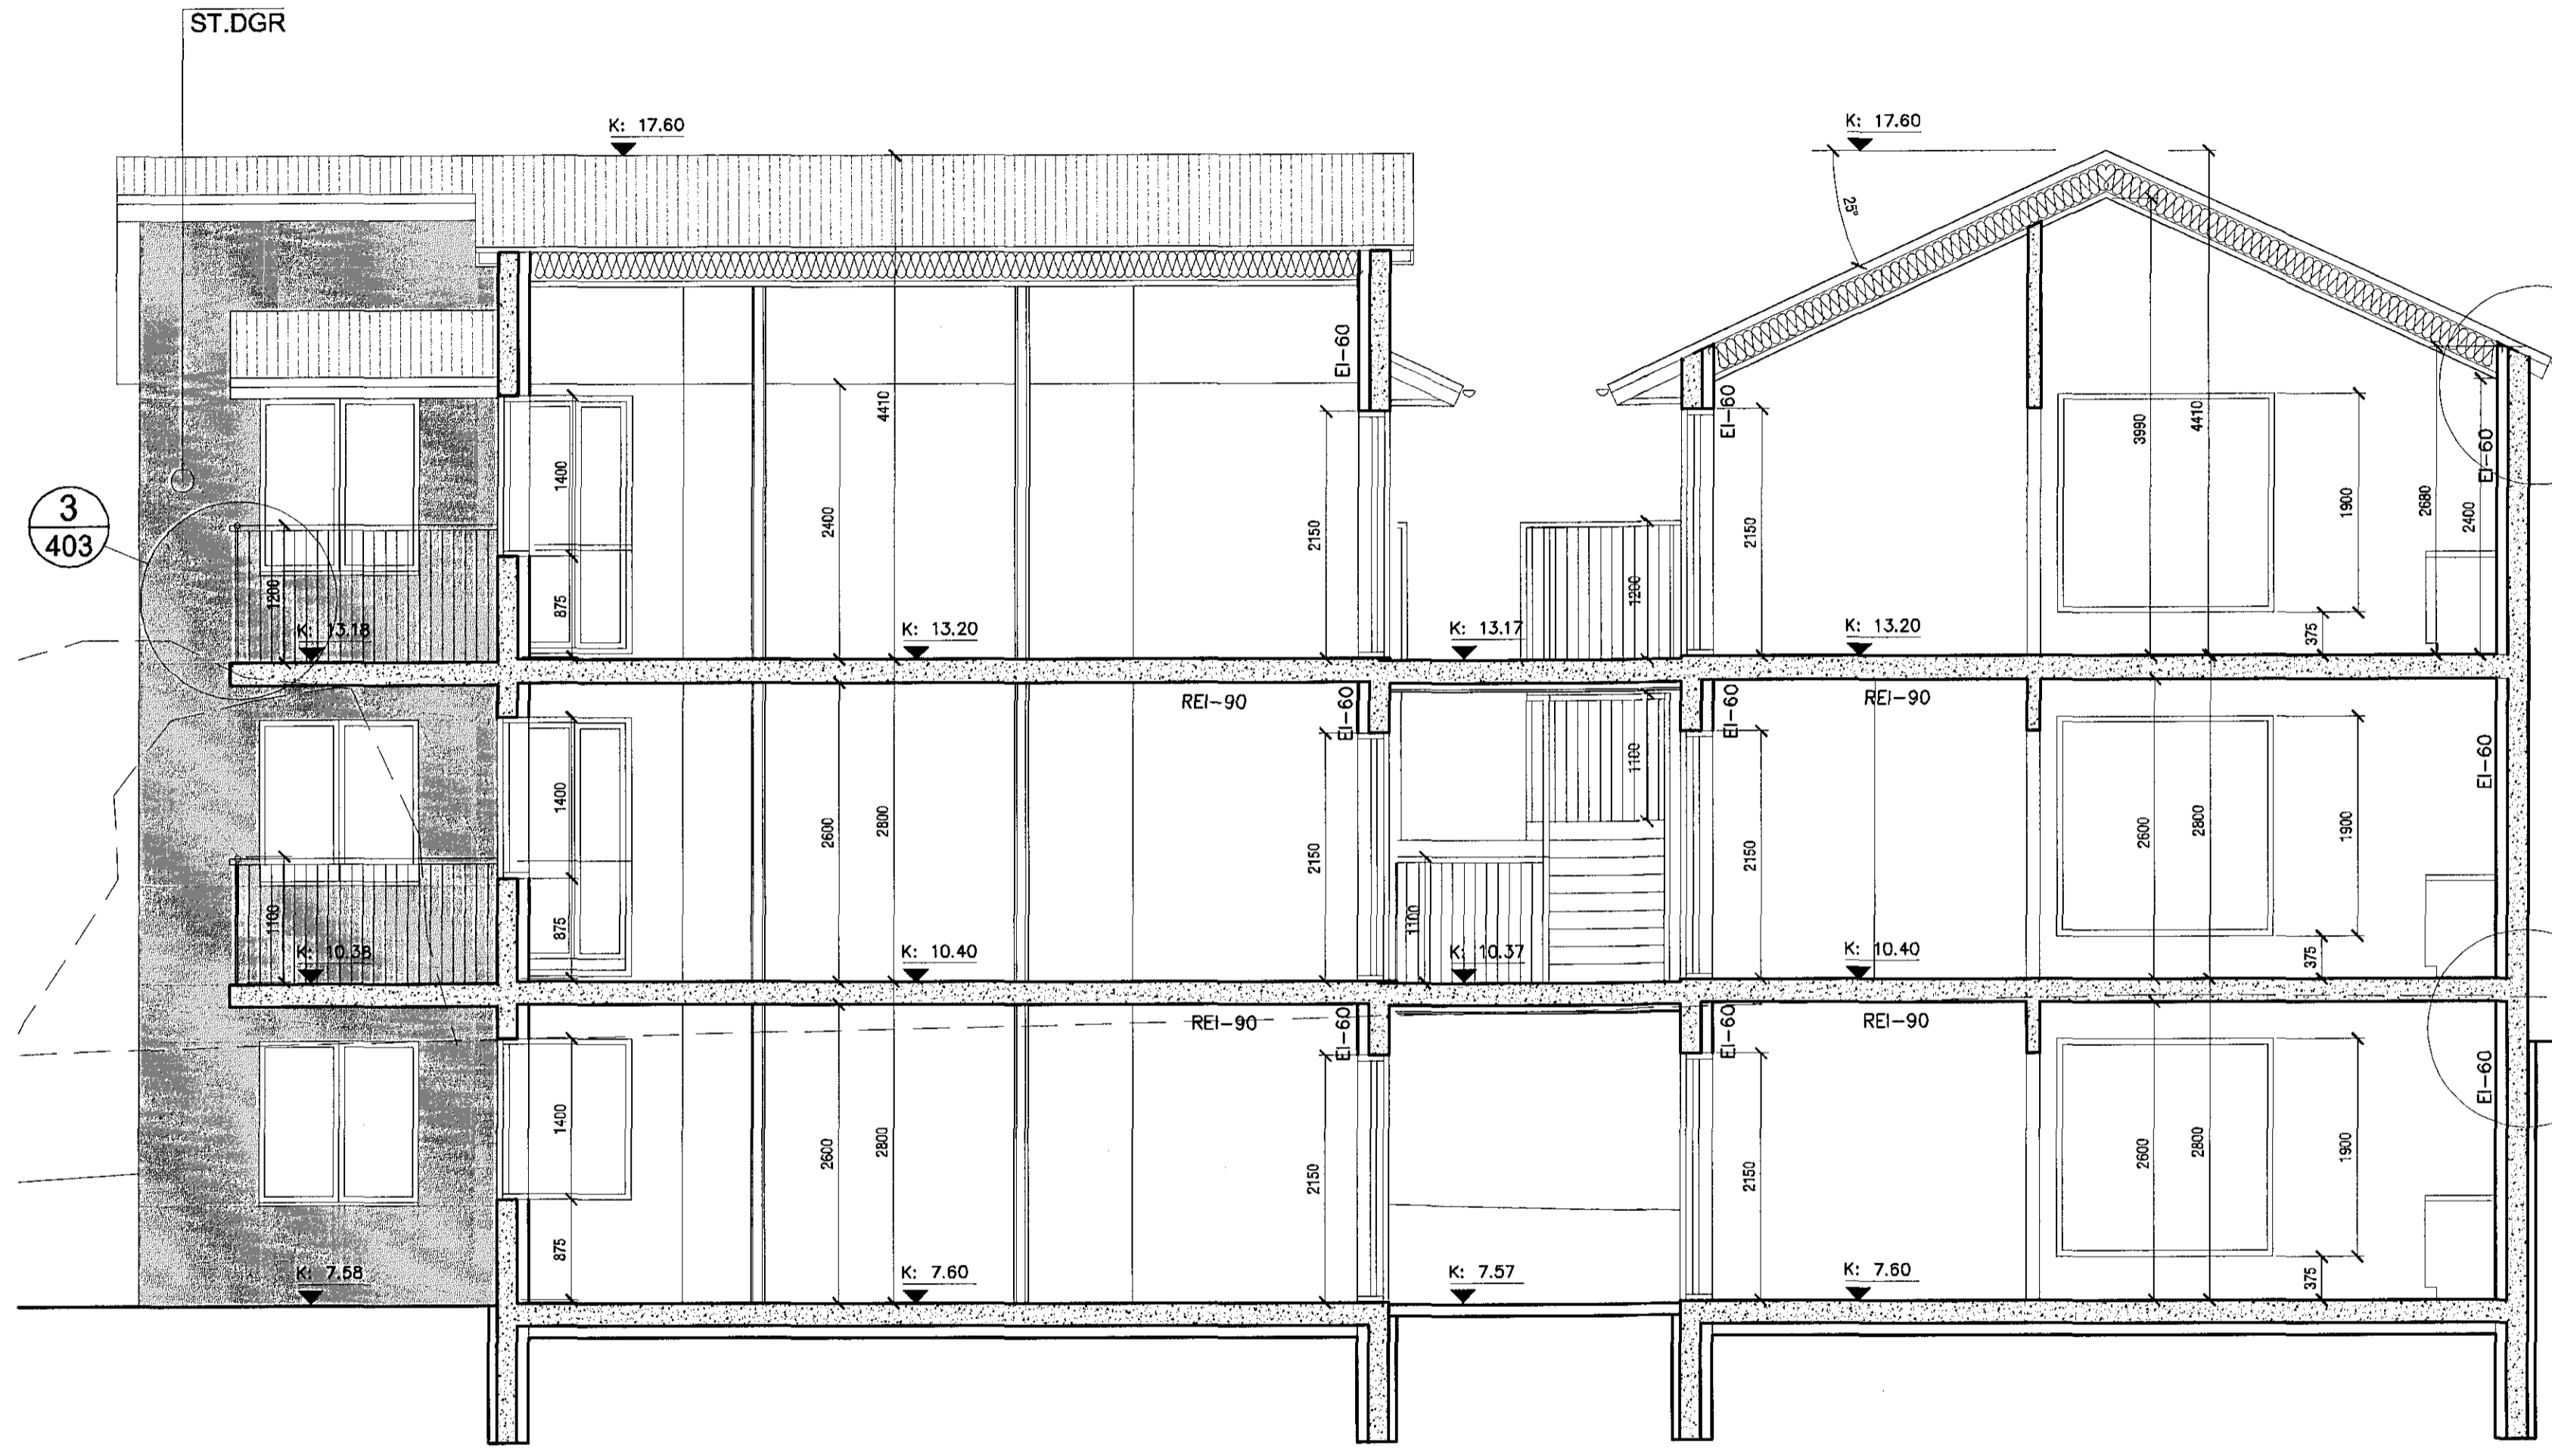 ST.DGR
K: 17.60
K: 17.60
25°
EI-60
EI-60
4410
3990
4410
EI-60
1400
2400
2150
2150
1900
2680
2400
3
403
1200
875
1200
K: 13.18
K: 13.20
K: 13.17
K: 13.20
375
REI-90
EI-60
EI-60
REI-90
1400
2600
2800
2150
1100
2150
2600
2800
1900
EI-60
1100
875
1100
K: 10.38
K: 10.40
K: 10.37
K: 10.40
375
REI-90
EI-60
EI-60
REI-90
1400
2600
2800
2150
2150
2600
2800
1900
EI-60
875
K: 7.58
K: 7.60
K: 7.57
K: 7.60
375